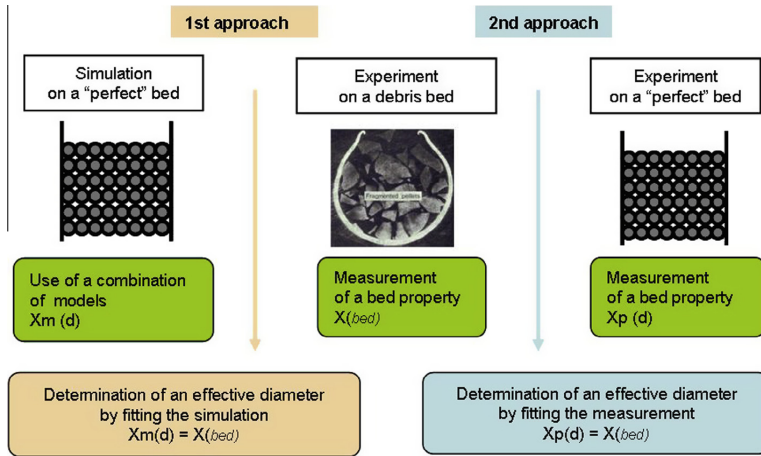 1st approach
2nd approach
Simulation
on a "perfect" bed
Experiment
on a debris bed
Experiment
on a "perfect" bed
Fragmented pellets
Use of a combination
of models
Xm (d)
Measurement
of a bed property
X(bed)
Measurement
of a bed property
Xp (d)
Determination of an effective diameter
by fitting the simulation
Xm(d) = X(bed)
Determination of an effective diameter
by fitting the measurement
Xp(d) = X(bed)